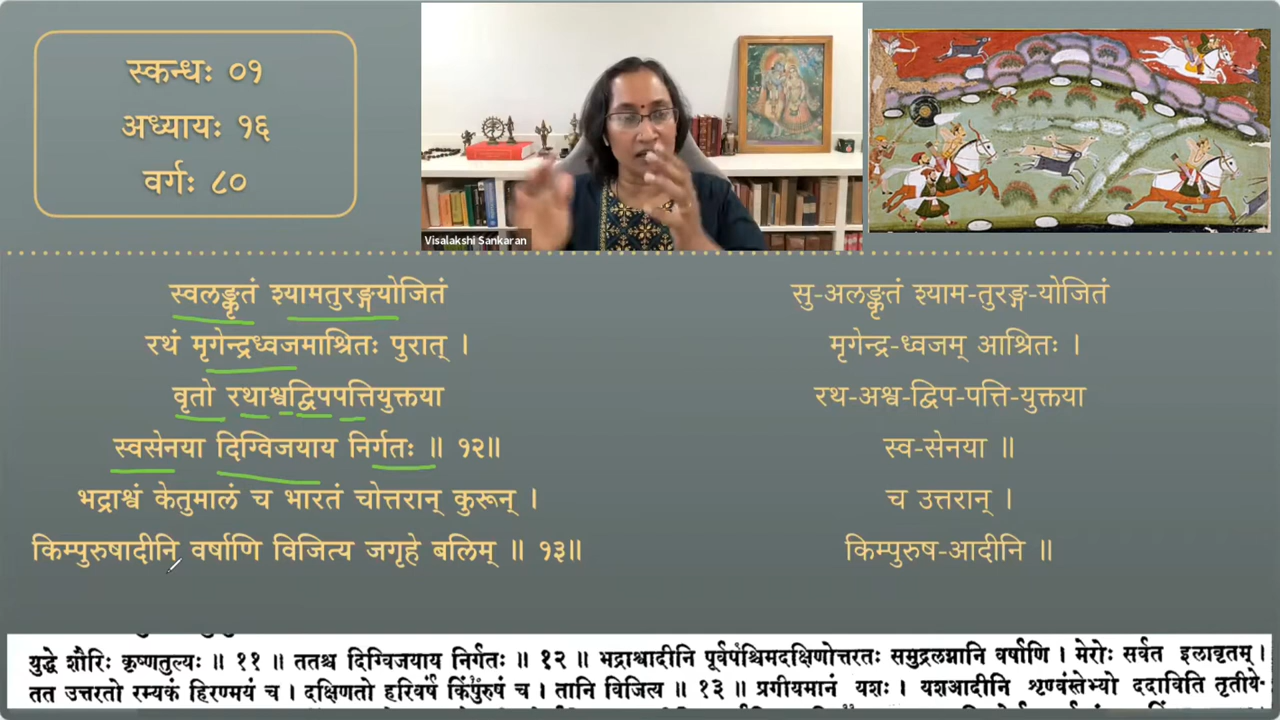 स्कन्धः ०१
अध्यायः १६
वर्गः ८०
Visalakshi Sankaran
स्वलङ्कृतं श्यामतुरङ्गयोजितं
रथं मृगेन्द्रध्वजमाश्रितः पुरात् ।
वृतो रथाश्वद्विपपत्तियुक्तया
स्वसेनया दिग्विजयाय निर्गतः ॥ १२॥
भद्राश्वं केतुमालं च भारतं चोत्तरान् कुरून् ।
किम्पुरुषादीनि वर्षाणि विजित्य जगृहे बलिम् ॥ १३॥
सु-अलङ्कृतं श्याम-तुरङ्ग-योजितं
मृगेन्द्र-ध्वजम् आश्रितः ।
रथ-अश्व-द्विप-पत्ति-युक्तया
स्व-सेनया ॥
च उत्तरान् ।
किम्पुरुष-आदीनि ॥
युद्धे शौरिः कृष्णतुल्यः ॥ ११ ॥ ततश्च दिग्विजयाय निर्गतः ॥ १२ ॥ भद्राश्वादीनि पूर्वपश्चिमदक्षिणोत्तरतः समुद्रलग्नानि वर्षाणि । मेरोः सर्वत इलावृतम् ।
तत उत्तरतो रम्यकं हिरण्मयं च । दक्षिणतो हरिवर्षं किंपुरुषं च । तानि विजित्य ॥ १३ ॥ प्रगीयमानं यशः । यशआदीनि शृण्वंस्तेभ्यो ददाविति तृतीये-